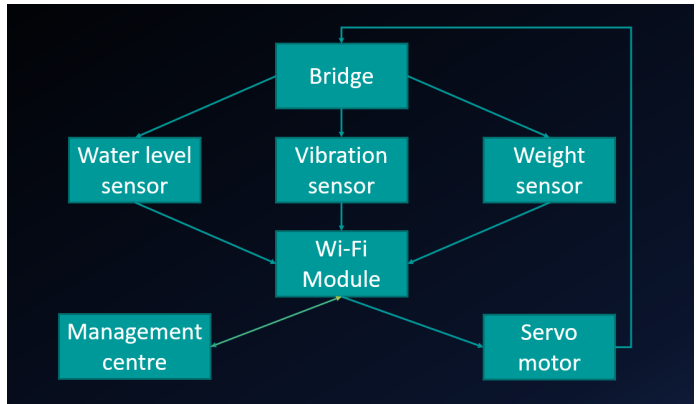 Bridge
Water level
sensor
Vibration
sensor
Weight
sensor
Wi-Fi
Module
Management
centre
Servo
motor